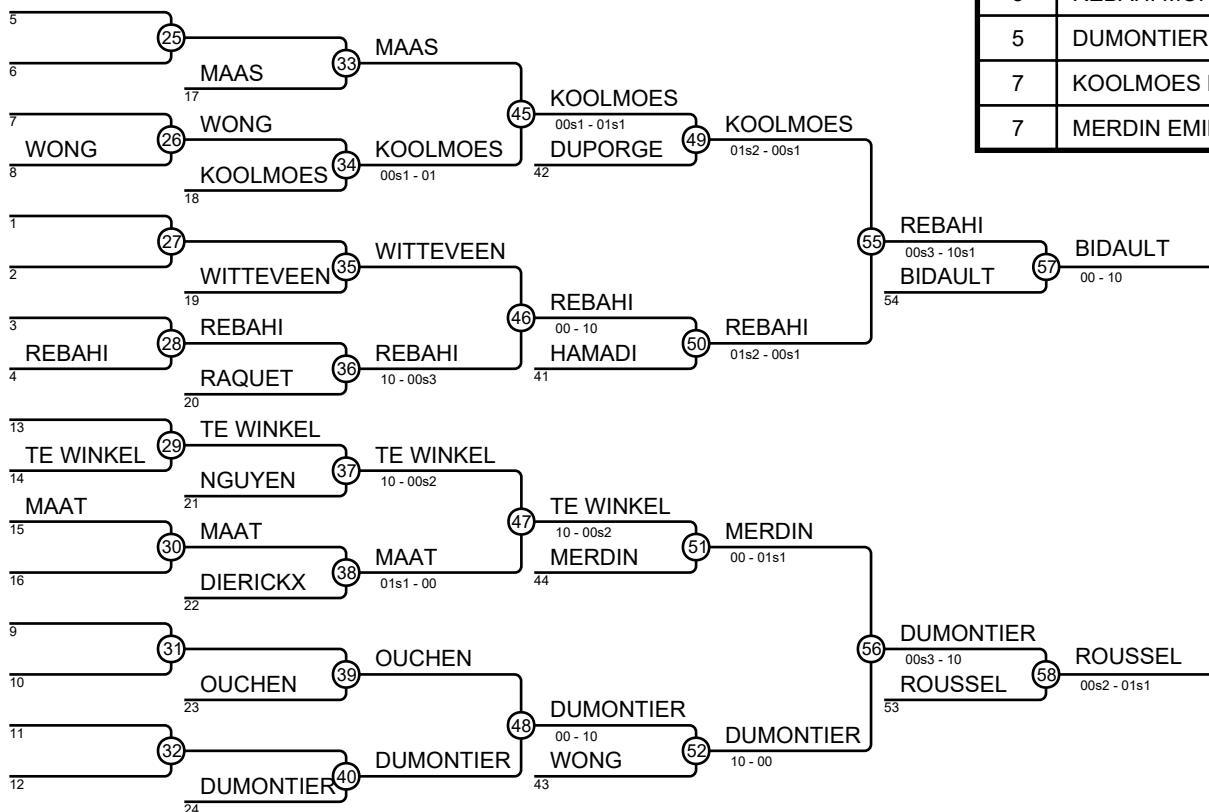 5
25
MAAS
6
MAAS
33
17
KOOLMOES
7
WONG
45
00s1 - 01s1
KOOLMOES
WONG
26
KOOLMOES
DUPORGE
49
01s2 - 00s1
8
KOOLMOES
34
00s1 - 01
42
18
1
REBAHI
27
WITTEVEEN
55
00s3 - 10s1
BIDAULT
2
WITTEVEEN
35
BIDAULT
57
00 - 10
19
REBAHI
54
3
REBAHI
46
00 - 10
REBAHI
REBAHI
28
REBAHI
HAMADI
50
01s2 - 00s1
4
RAQUET
36
10 - 00s3
41
20
13
TE WINKEL
TE WINKEL
29
TE WINKEL
14
NGUYEN
37
10 - 00s2
MAAT
21
TE WINKEL
15
MAAT
47
10 - 00s2
MERDIN
30
MAAT
MERDIN
51
00 - 01s1
16
DIERICKX
38
01s1 - 00
44
22
9
DUMONTIER
31
OUCHEN
56
00s3 - 10
ROUSSEL
10
OUCHEN
39
ROUSSEL
58
00s2 - 01s1
23
DUMONTIER
53
11
48
00 - 10
DUMONTIER
32
DUMONTIER
WONG
52
10 - 00
12
DUMONTIER
40
43
24
5 DUMONTIER
7 KOOLMOES
7 MERDIN